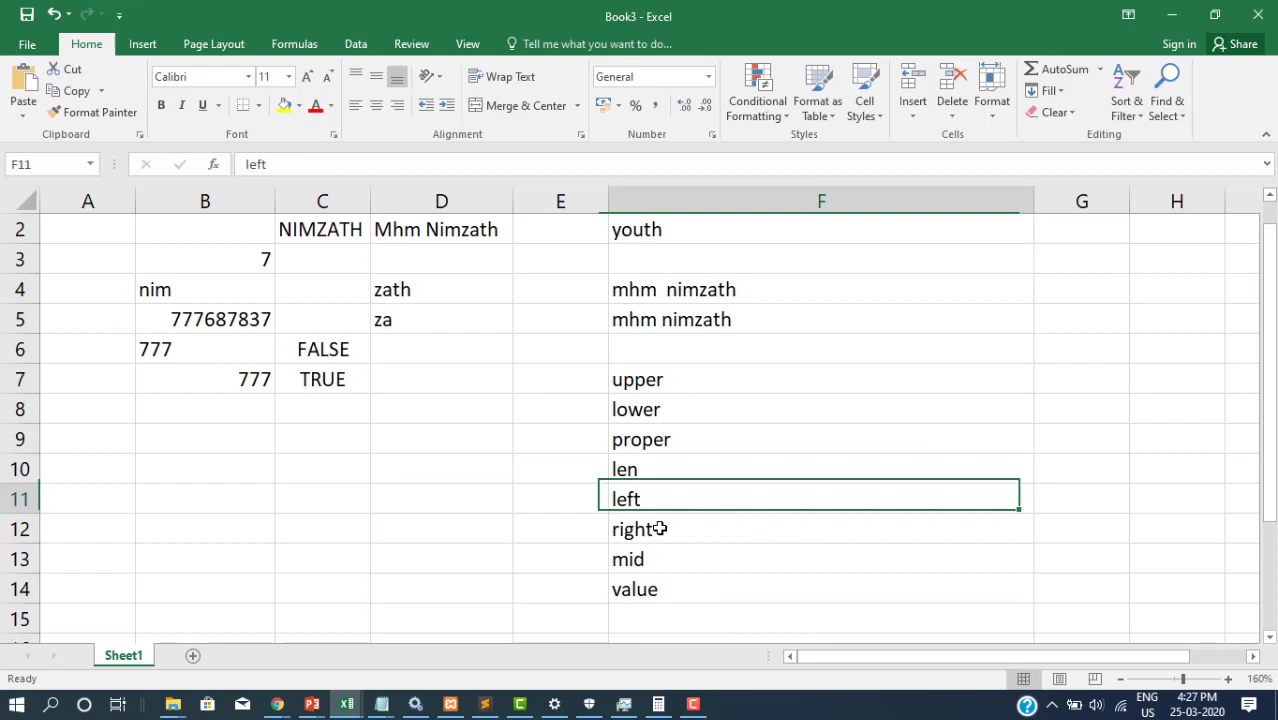 Book3 - Excel
File Home Insert Page Layout Formulas Data Review View Tell me what you want to do... Sign in Share
Paste Cut Copy Format Painter Clipboard
Calibri 11 B I U A Font
Wrap Text Merge & Center Alignment
General % , Number
Conditional Formatting Format as Table Cell Styles Styles
Insert Delete Format Cells
AutoSum Fill Clear Sort & Filter Find & Select Editing
F11 fx left
A B C D E F G H
2 NIMZATH Mhm Nimzath youth
3 7
4 nim zath mhm  nimzath
5 777687837 za mhm nimzath
6 777 FALSE
7 777 TRUE upper
8 lower
9 proper
10 len
11 left
12 right
13 mid
14 value
15
Sheet1
Ready 160%
ENG 4:27 PM
US 25-03-2020